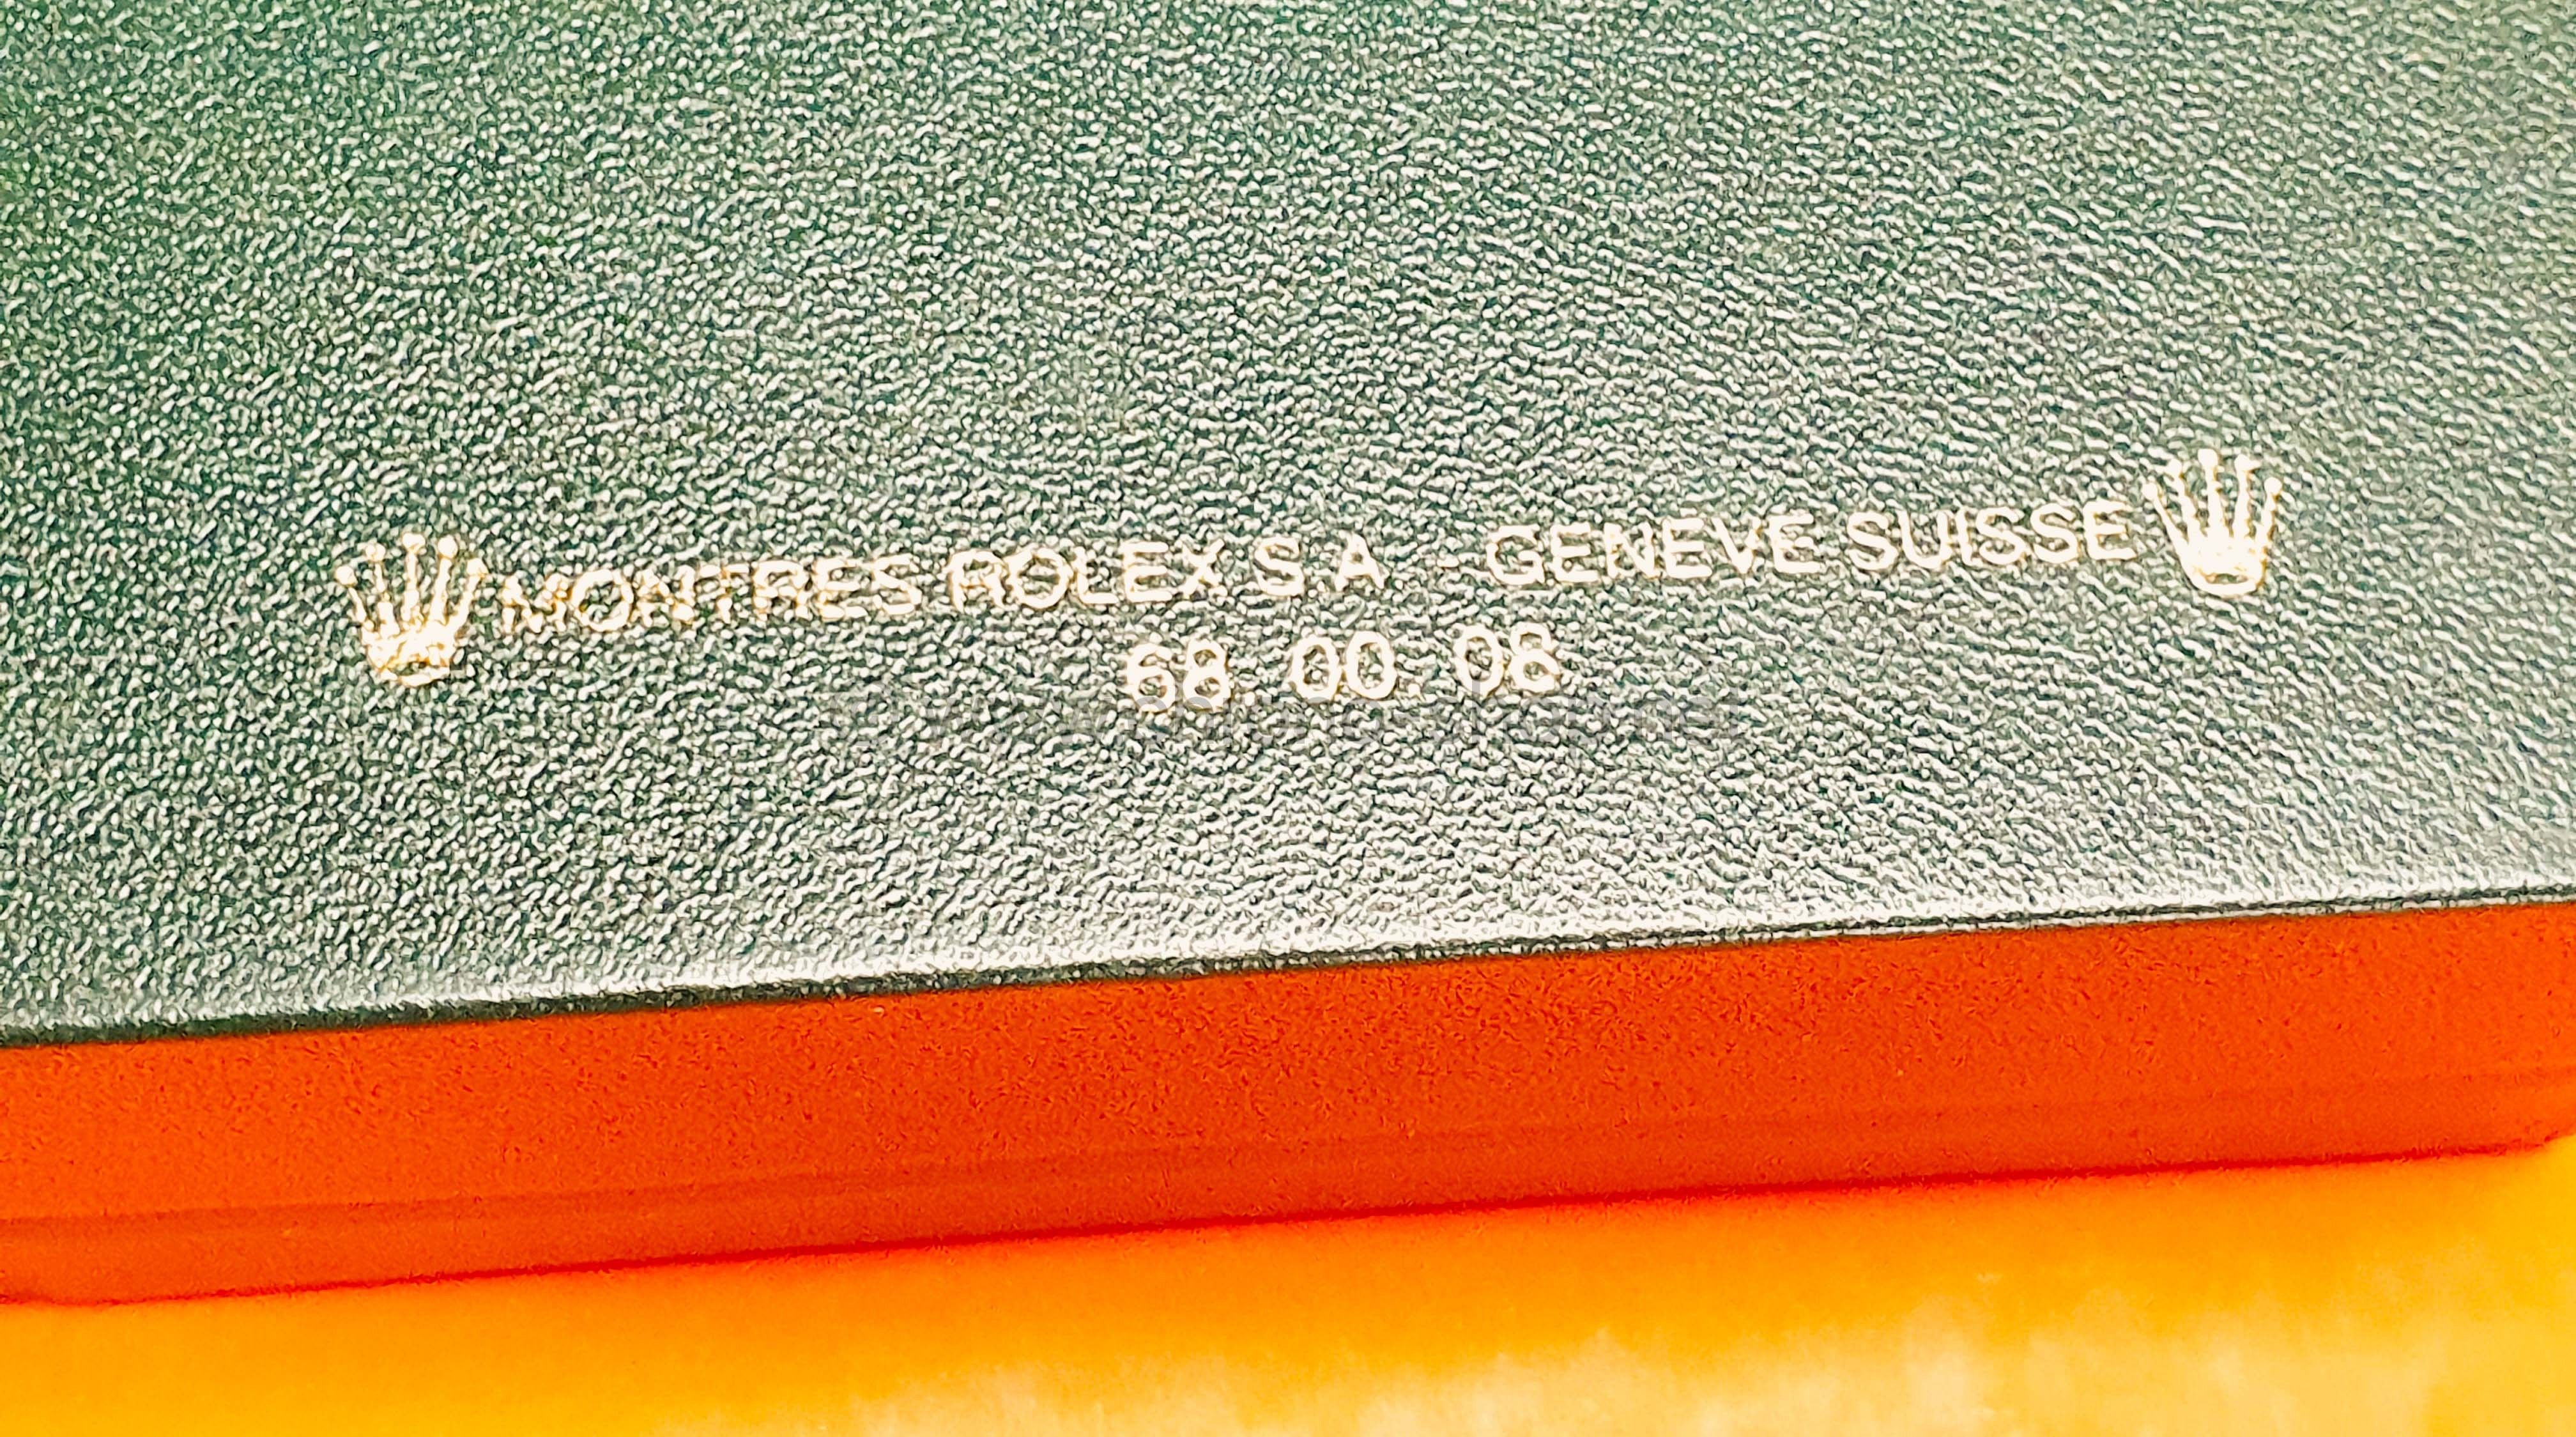 MONTRES ROLEX S.A - GENEVE SUISSE
68. 00. 08